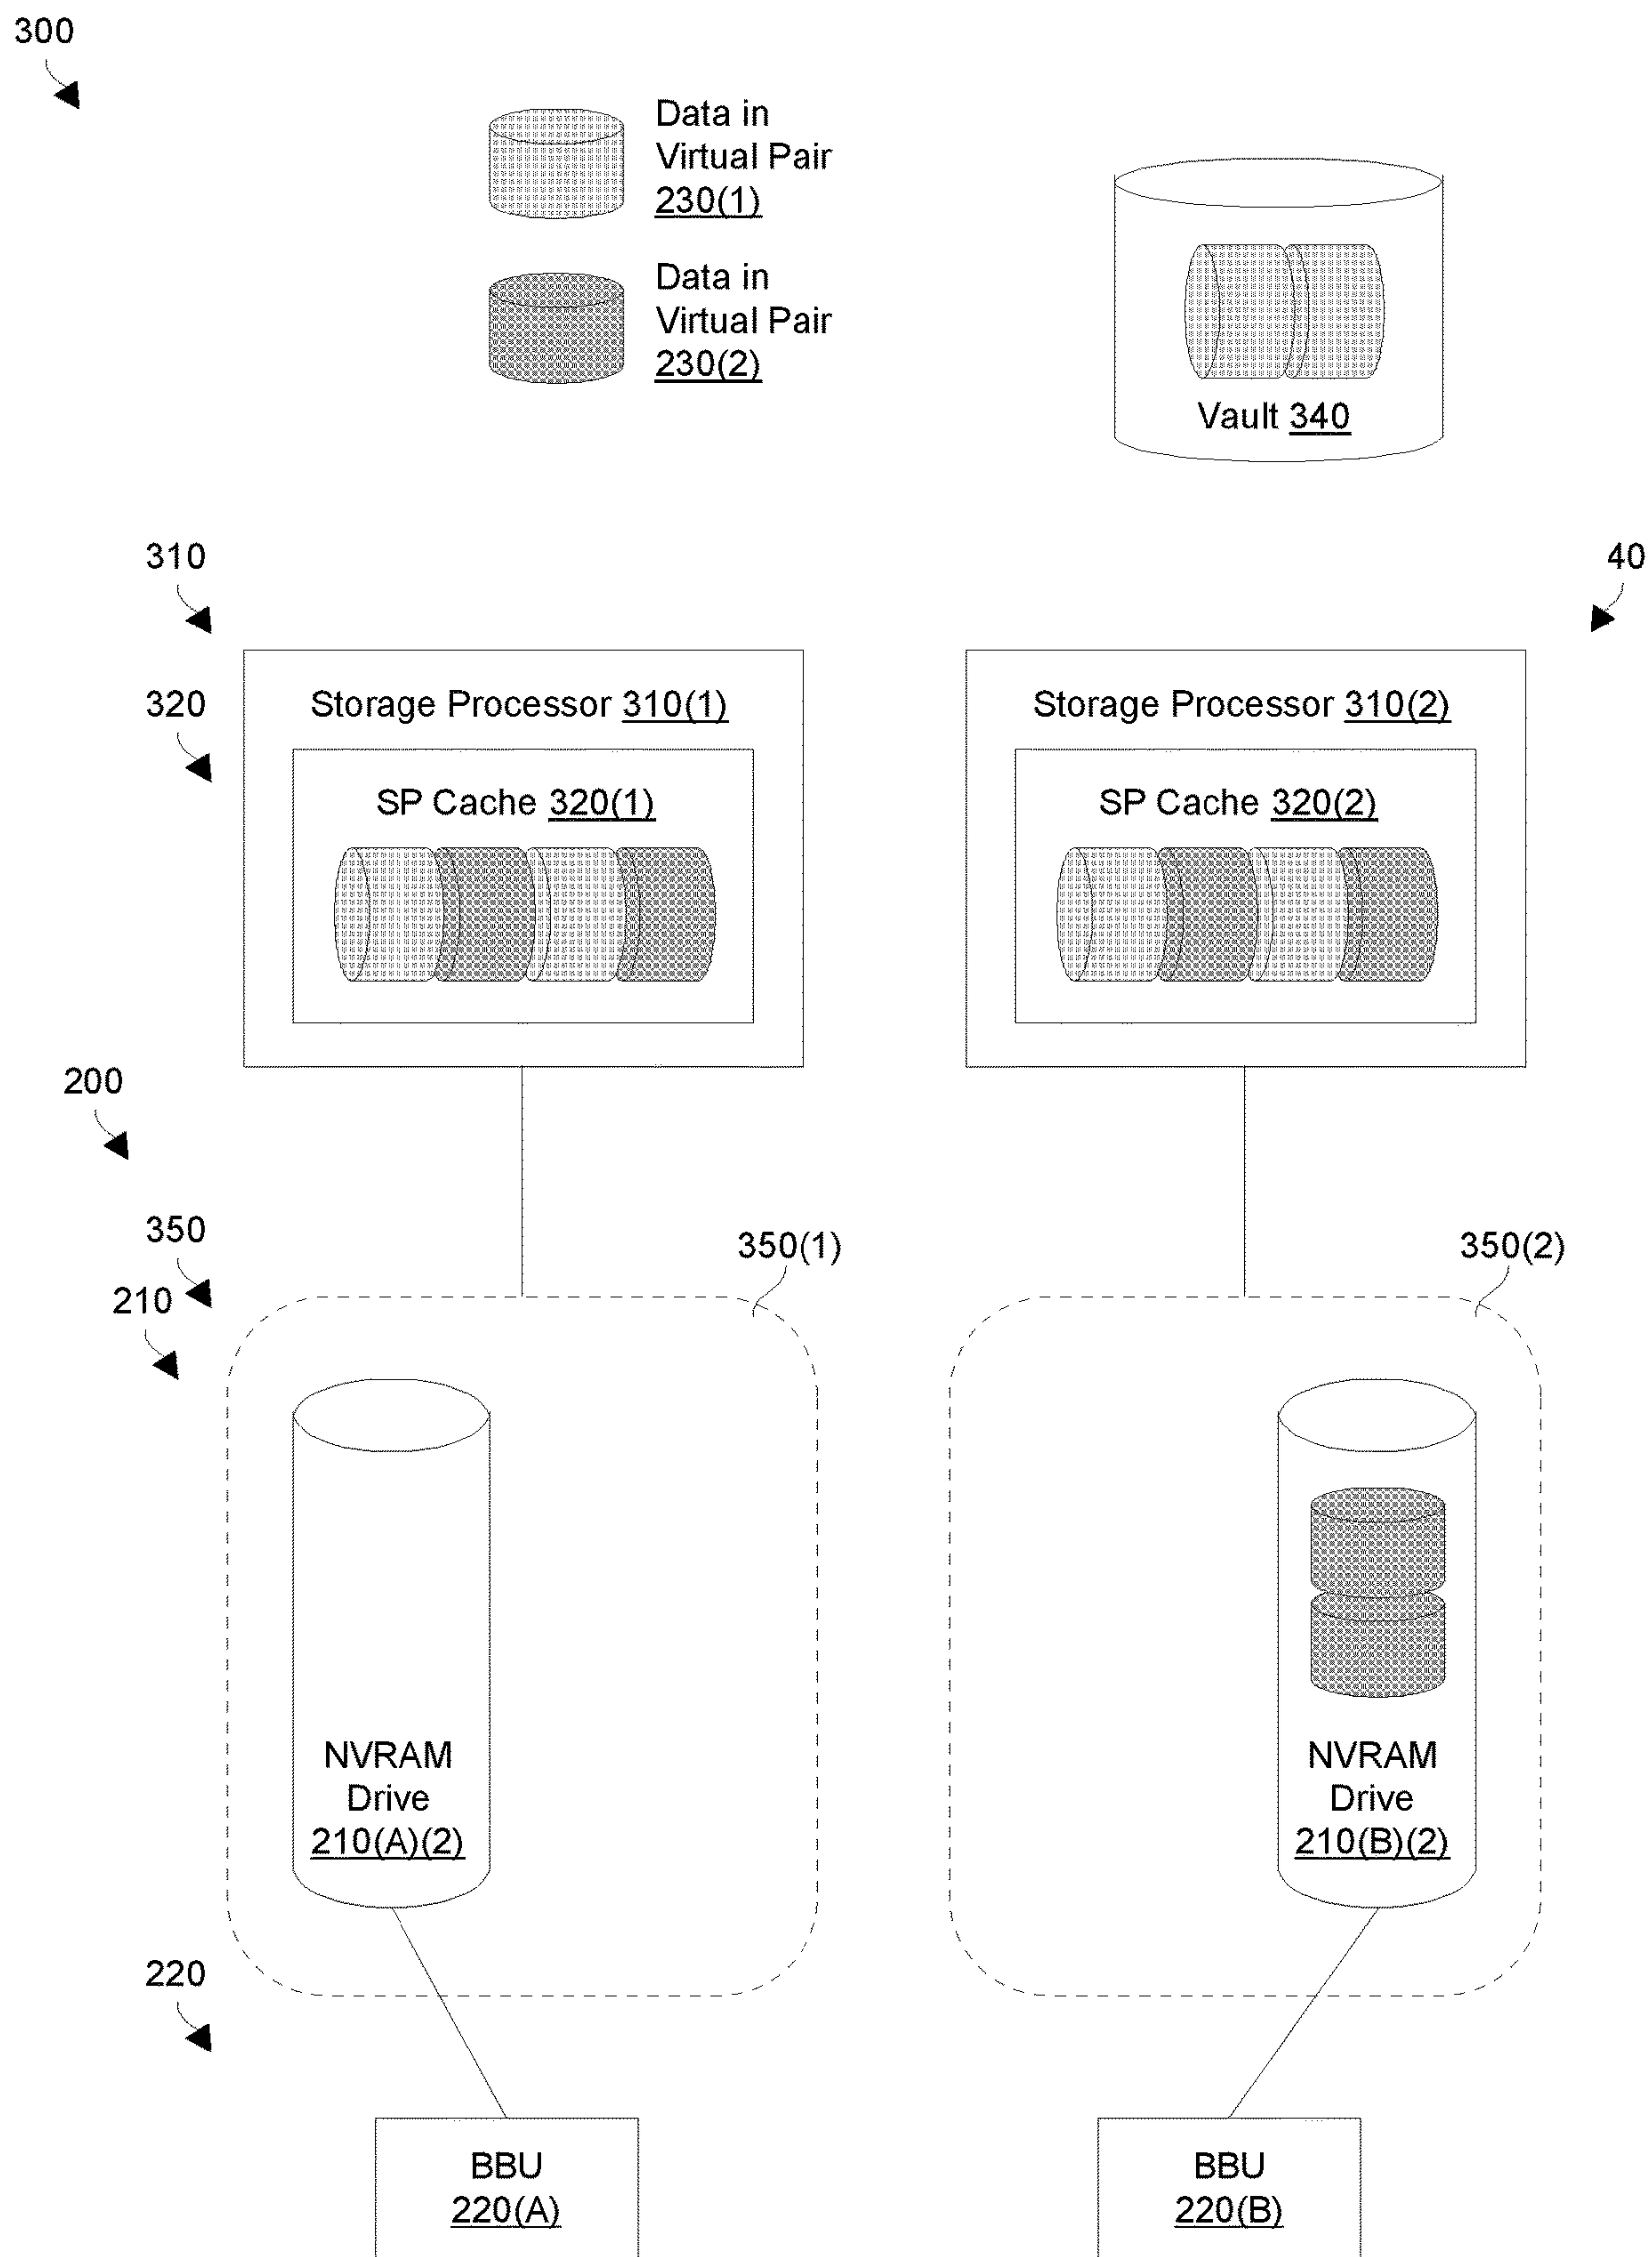 300
Data in
Virtual Pair
230(1)
Data in
Virtual Pair
230(2)
Vault 340
310
40
320
Storage Processor 310(1)
Storage Processor 310(2)
SP Cache 320(1)
SP Cache 320(2)
200
350
350(1)
350(2)
210
NVRAM
Drive
210(A)(2)
NVRAM
Drive
210(B)(2)
220
BBU
220(A)
BBU
220(B)